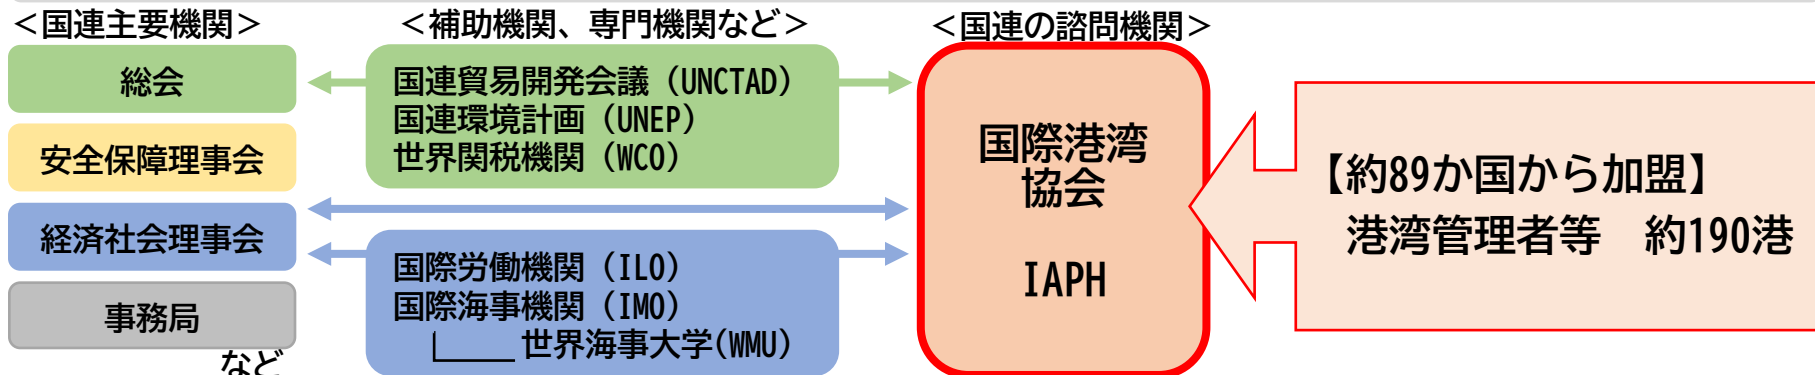 ＜国連主要機関＞
総会
安全保障理事会
経済社会理事会
事務局
など
＜補助機関、専門機関など＞
国連貿易開発会議（UNCTAD）
国連環境計画（UNEP）
世界関税機関（WCO）
国際労働機関（ILO）
国際海事機関（IMO）
世界海事大学(WMU)
＜国連の諮問機関＞
国際港湾
協会
IAPH
【約89か国から加盟】
港湾管理者等　約190港